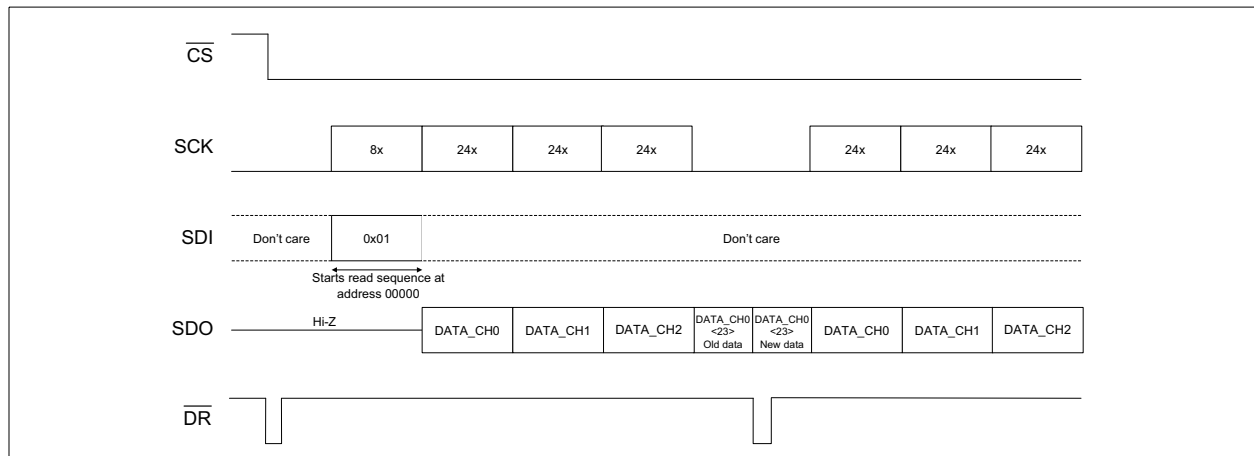 CS
SCK
8x
24x
24x
24x
24x
24x
24x
SDI
Don't care
0x01
Don't care
Starts read sequence at
address 00000
SDO
Hi-Z
DATA_CH0
DATA_CH1
DATA_CH2
DATA_CH0
<23>
Old data
DATA_CH0
<23>
New data
DATA_CH0
DATA_CH1
DATA_CH2
DR